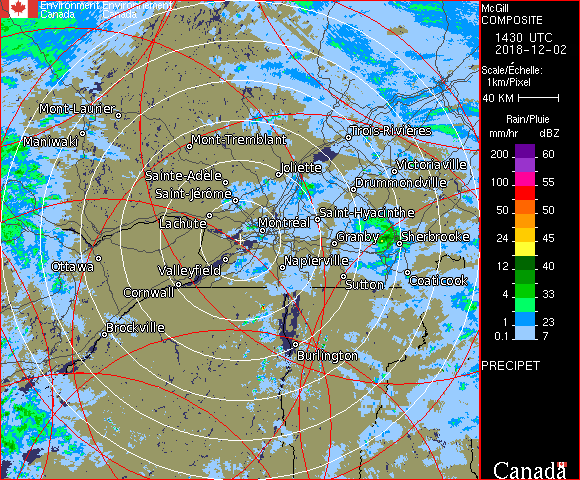 Environment Environnement
Canada Canada
McGill
COMPOSITE
1430 UTC
2018-12-02
Scale/Échelle:
1km/Pixel
40 KM
Rain/Pluie
mm/hr dBZ
200 60
100 55
50 50
24 45
12 40
4 33
1 23
0.1 7
PRECIPET
Canada
Mont-Laurier
Maniwaki
Mont-Tremblant
Trois-Rivières
Joliette
Victoriaville
Sainte-Adèle
Drummondville
Saint-Jérôme
Lachute
Montréal
Saint-Hyacinthe
Granby
Sherbrooke
Ottawa
Valleyfield
Napierville
Cornwall
Sutton
Coaticook
Brockville
Burlington